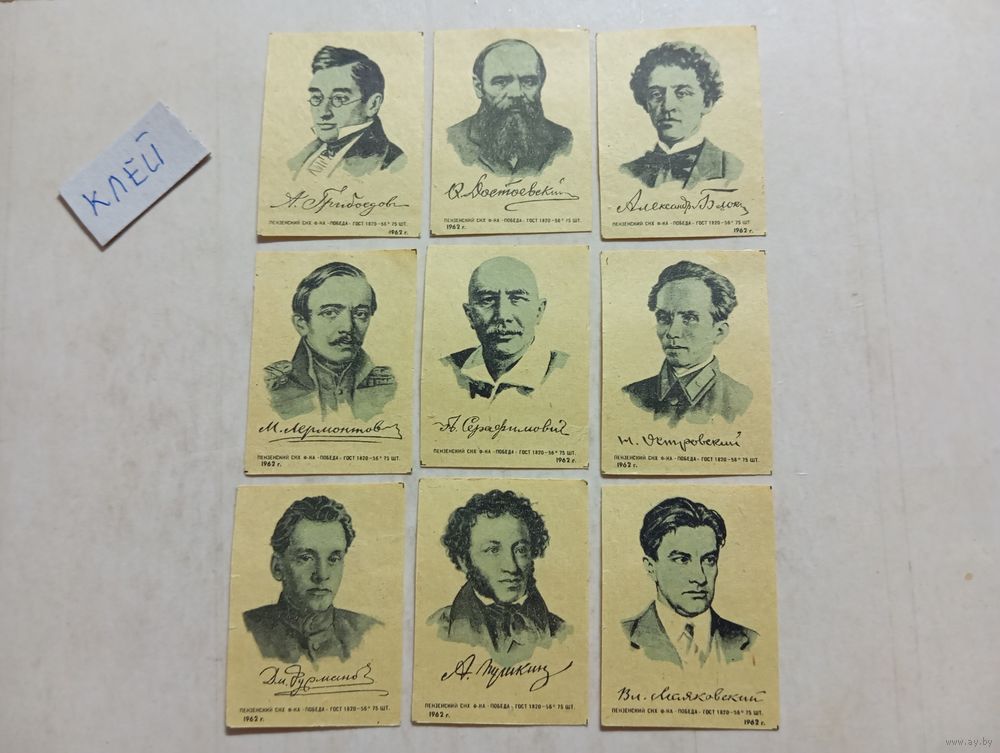 КЛЕЙ
А. Грибоедов
ПЕНЗЕНСКИЙ СНХ Ф-КА «ПОБЕДА» ГОСТ 1820-56* 75 ШТ.
1962 г.
Ф. Достоевский
ПЕНЗЕНСКИЙ СНХ Ф-КА «ПОБЕДА» ГОСТ 1820-56* 75 ШТ.
1962 г.
Александр Блок
ПЕНЗЕНСКИЙ СНХ Ф-КА «ПОБЕДА» ГОСТ 1820-56* 75 ШТ.
1962 г.
М. Лермонтов
ПЕНЗЕНСКИЙ СНХ Ф-КА «ПОБЕДА» ГОСТ 1820-56* 75 ШТ.
1962 г.
А. Серафимович
ПЕНЗЕНСКИЙ СНХ Ф-КА «ПОБЕДА» ГОСТ 1820-56* 75 ШТ.
1962 г.
Н. Островский
ПЕНЗЕНСКИЙ СНХ Ф-КА «ПОБЕДА» ГОСТ 1820-56* 75 ШТ.
1962 г.
Дм. Фурманов
ПЕНЗЕНСКИЙ СНХ Ф-КА «ПОБЕДА» ГОСТ 1820-56* 75 ШТ.
1962 г.
А. Пушкин
ПЕНЗЕНСКИЙ СНХ Ф-КА «ПОБЕДА» ГОСТ 1820-56* 75 ШТ.
1962 г.
Вл. Маяковский
ПЕНЗЕНСКИЙ СНХ Ф-КА «ПОБЕДА» ГОСТ 1820-56* 75 ШТ.
1962 г.
www.ay.by